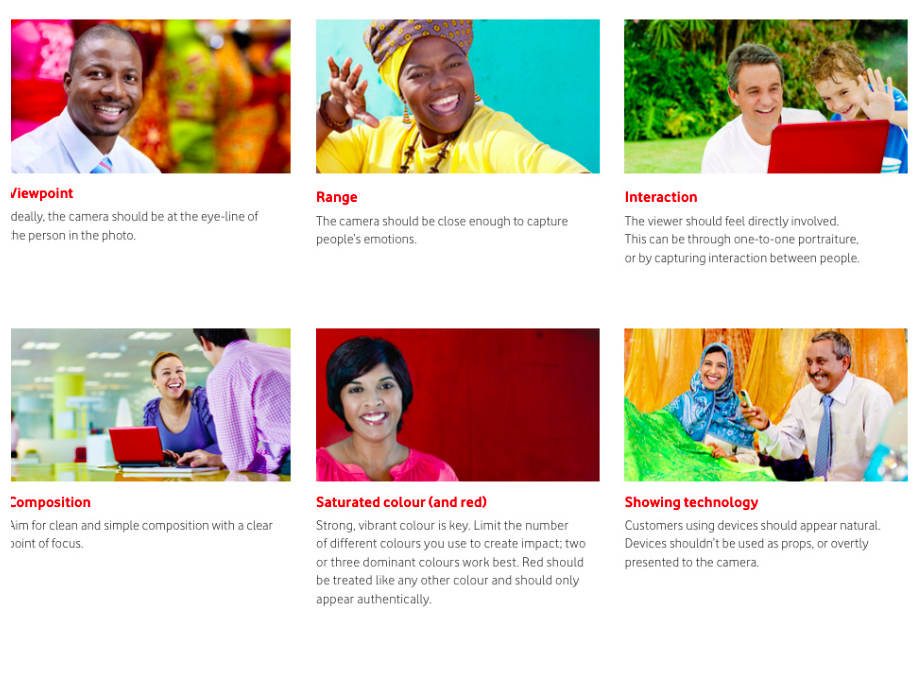 Viewpoint
deally, the camera should be at the eye-line of
the person in the photo.
Range
The camera should be close enough to capture
people's emotions.
Interaction
The viewer should feel directly involved.
This can be through one-to-one portraiture,
or by capturing interaction between people.
Composition
Aim for clean and simple composition with a clear
point of focus.
Saturated colour (and red)
Strong, vibrant colour is key. Limit the number
of different colours you use to create impact; two
or three dominant colours work best. Red should
be treated like any other colour and should only
appear authentically.
Showing technology
Customers using devices should appear natural.
Devices shouldn't be used as props, or overtly
presented to the camera.